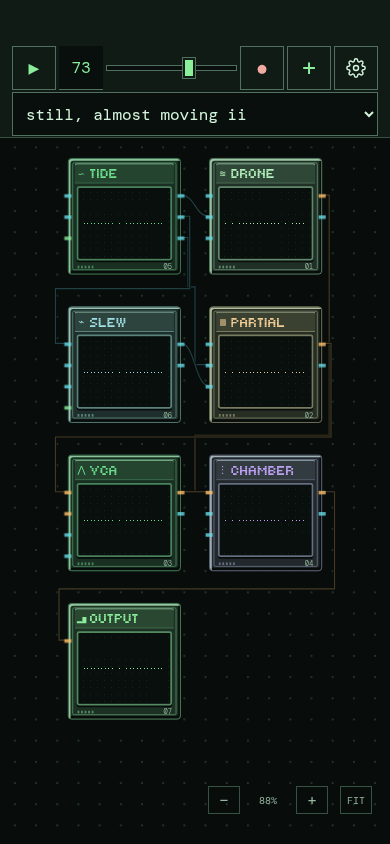 73
still, almost moving ii
TIDE
05
DRONE
01
SLEW
06
PARTIAL
02
VCA
03
CHAMBER
04
OUTPUT
07
− 88% + FIT